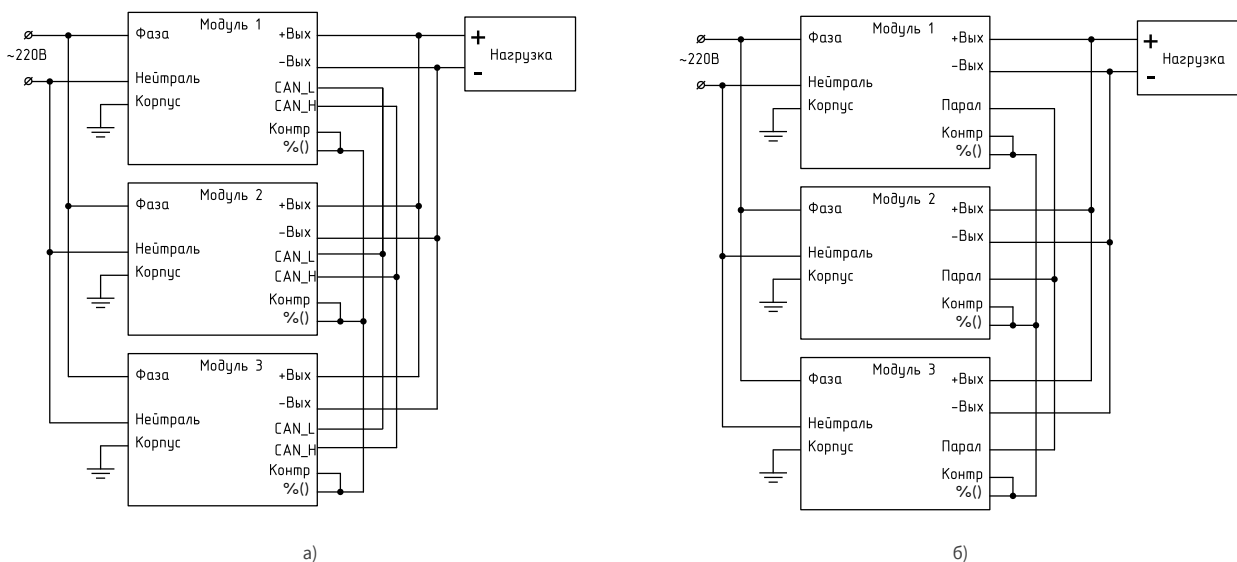 Модуль 1
~220В
Фаза
Нейтраль
Корпус
+Вых
-Вых
CAN_L
CAN_H
Контр
%()
+
-
Нагрузка
Модуль 2
Фаза
Нейтраль
Корпус
+Вых
-Вых
CAN_L
CAN_H
Контр
%()
Модуль 3
Фаза
Нейтраль
Корпус
+Вых
-Вых
CAN_L
CAN_H
Контр
%()
а)
Модуль 1
~220В
Фаза
Нейтраль
Корпус
+Вых
-Вых
Парал
Контр
%()
+
-
Нагрузка
Модуль 2
Фаза
Нейтраль
Корпус
+Вых
-Вых
Парал
Контр
%()
Модуль 3
Фаза
Нейтраль
Корпус
+Вых
-Вых
Парал
Контр
%()
б)